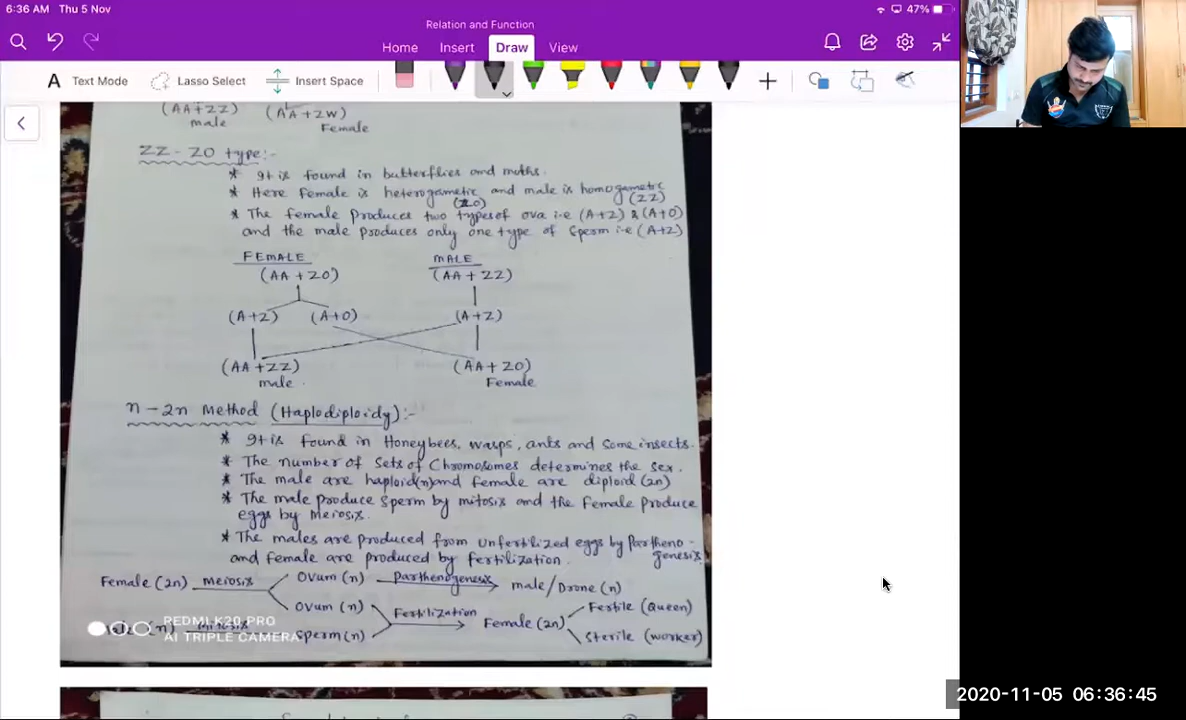 6:36 AM Thu 5 Nov
47%
Relation and Function
Home Insert Draw View
A Text Mode Lasso Select Insert Space
(AA+ZZ) (AA+ZW)
male Female
ZZ - ZO type:-
* It is found in butterflies and moths.
* Here Female is heterogametic and male is homogametic
(ZO) (ZZ)
* The female produces two types of ova i.e (A+Z) & (A+O)
and the male produces only one type of sperm i.e (A+Z)
FEMALE MALE
(AA + ZO) (AA + ZZ)
(A+Z) (A+O) (A+Z)
(AA + ZZ) (AA + ZO)
male Female
n - 2n Method (Haplodiploidy):-
* It is found in Honeybees, wasps, ants and some insects.
* The number of sets of chromosomes determines the sex.
* The male are haploid(n) and female are diploid (2n)
* The male produce sperm by mitosis and the female produce
eggs by meiosis.
* The males are produced from unfertilized eggs by Partheno-
genesis
and female are produced by fertilization.
Female (2n) meiosis Ovum (n) Parthenogenesis male/Drone (n)
Ovum (n) Fertilization Female (2n) Fertile (Queen)
(n) mitosis Sperm (n) Sterile (worker)
REDMI K20 PRO
AI TRIPLE CAMERA
2020-11-05 06:36:45